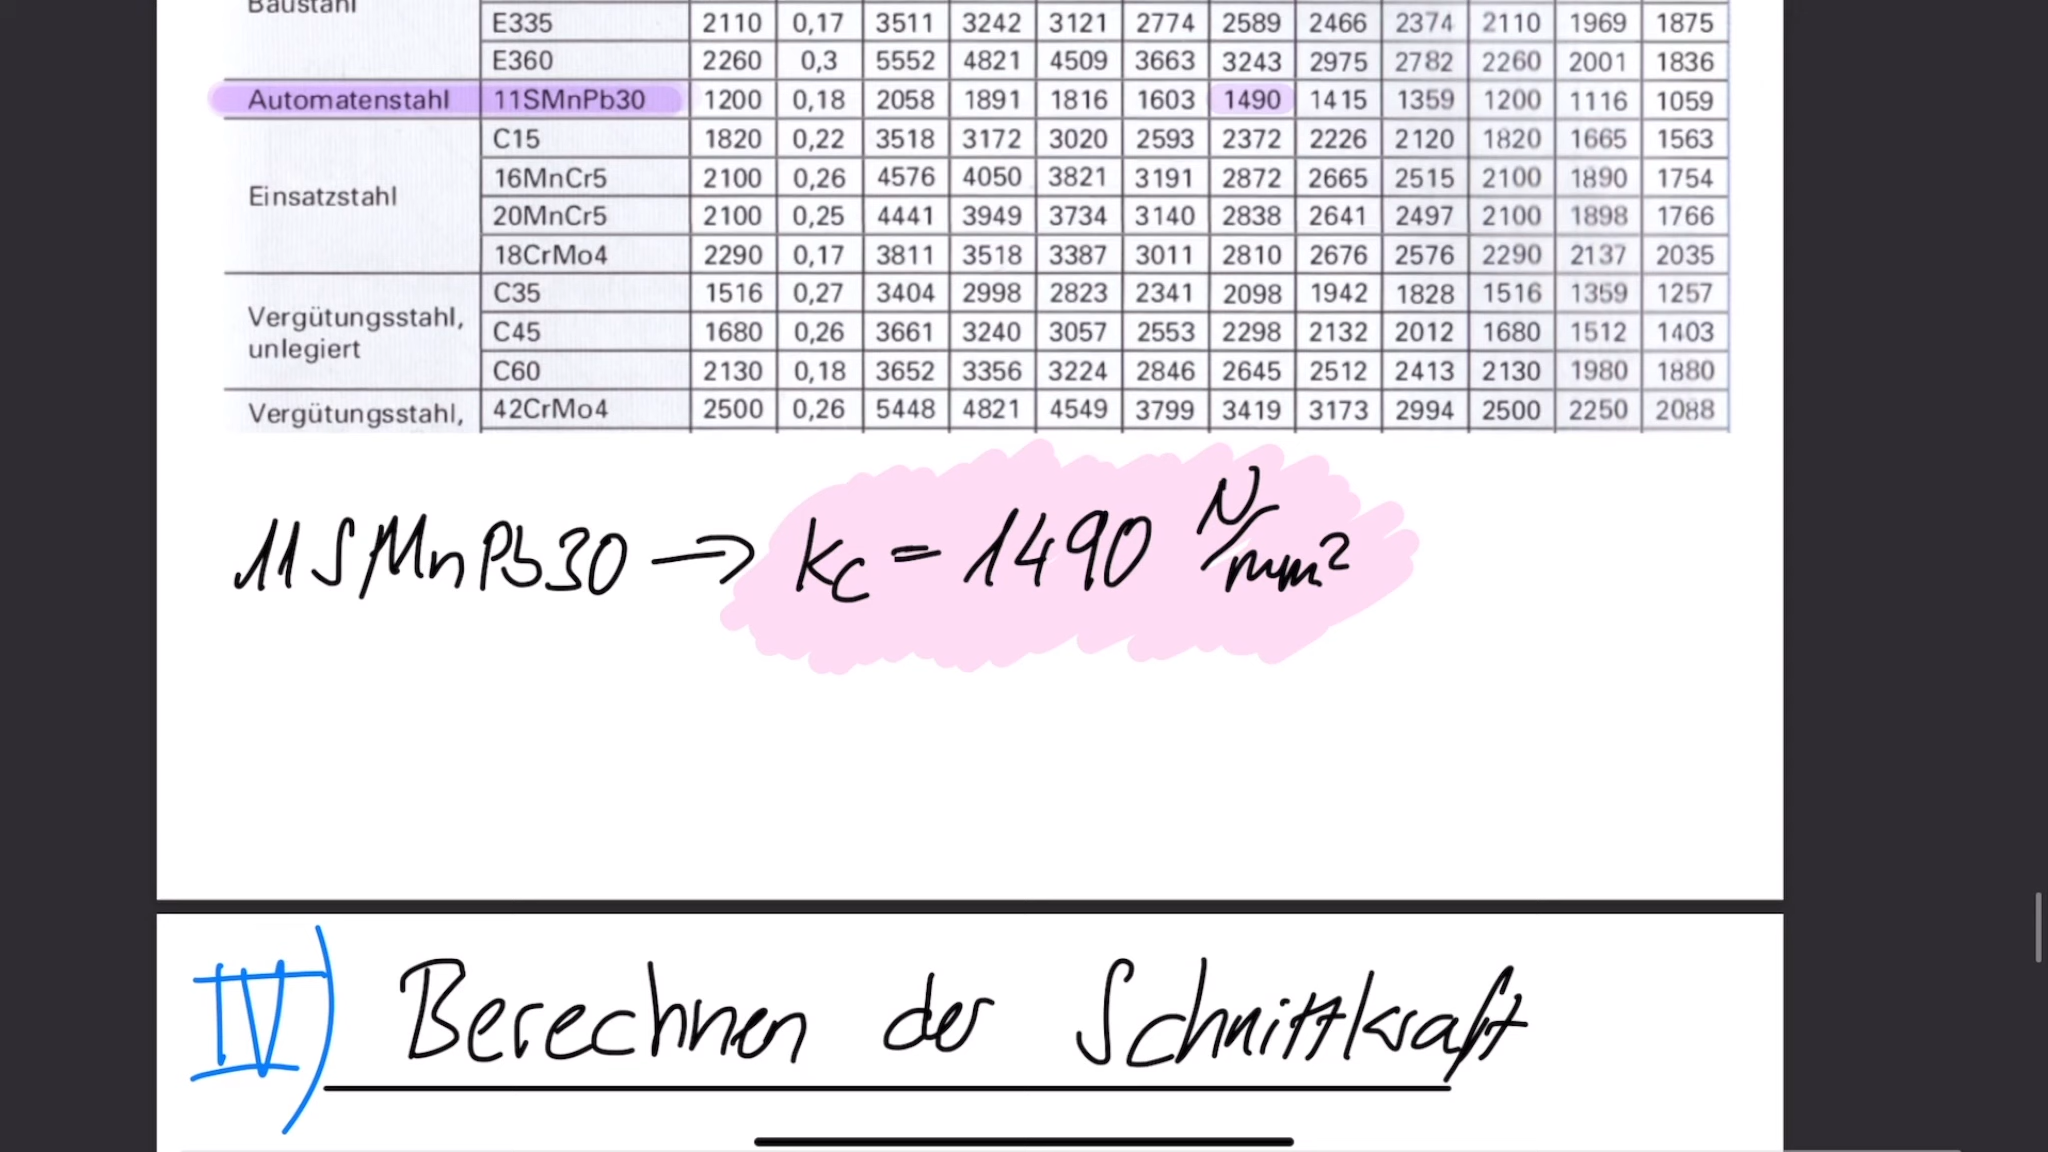 Baustahl
E335 2110 0,17 3511 3242 3121 2774 2589 2466 2374 2110 1969 1875
E360 2260 0,3 5552 4821 4509 3663 3243 2975 2782 2260 2001 1836
Automatenstahl 11SMnPb30 1200 0,18 2058 1891 1816 1603 1490 1415 1359 1200 1116 1059
C15 1820 0,22 3518 3172 3020 2593 2372 2226 2120 1820 1665 1563
Einsatzstahl 16MnCr5 2100 0,26 4576 4050 3821 3191 2872 2665 2515 2100 1890 1754
20MnCr5 2100 0,25 4441 3949 3734 3140 2838 2641 2497 2100 1898 1766
18CrMo4 2290 0,17 3811 3518 3387 3011 2810 2676 2576 2290 2137 2035
C35 1516 0,27 3404 2998 2823 2341 2098 1942 1828 1516 1359 1257
Vergütungsstahl, C45 1680 0,26 3661 3240 3057 2553 2298 2132 2012 1680 1512 1403
unlegiert C60 2130 0,18 3652 3356 3224 2846 2645 2512 2413 2130 1980 1880
Vergütungsstahl, 42CrMo4 2500 0,26 5448 4821 4549 3799 3419 3173 2994 2500 2250 2088
11SMnPb30 → kc = 1490 N/mm²
IV) Berechnen der Schnittkraft